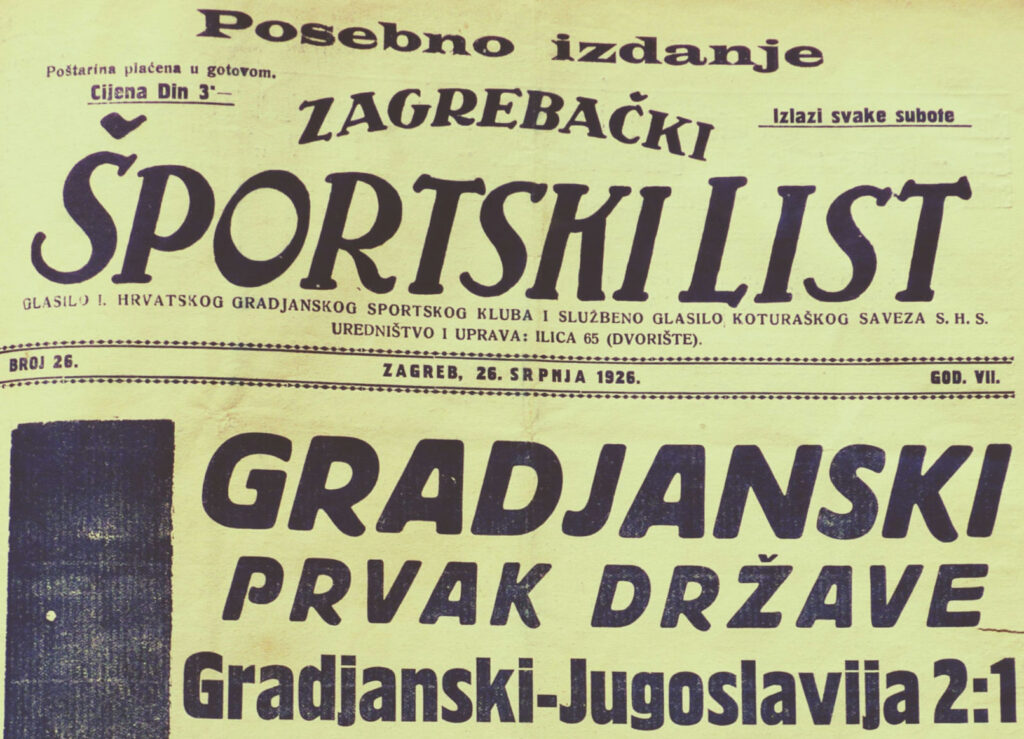 Posebno izdanje
Poštarina plaćena u gotovom.
Cijena Din 3·—
Izlazi svake subote
ZAGREBAČKI
ŠPORTSKI LIST
GLASILO I. HRVATSKOG GRADJANSKOG SPORTSKOG KLUBA I SLUŽBENO GLASILO KOTURAŠKOG SAVEZA S. H. S.
UREDNIŠTVO I UPRAVA: ILICA 65 (DVORIŠTE).
BROJ 26.
ZAGREB, 26. SRPNJA 1926.
GOD. VII.
GRADJANSKI
PRVAK DRŽAVE
Gradjanski-Jugoslavija 2:1